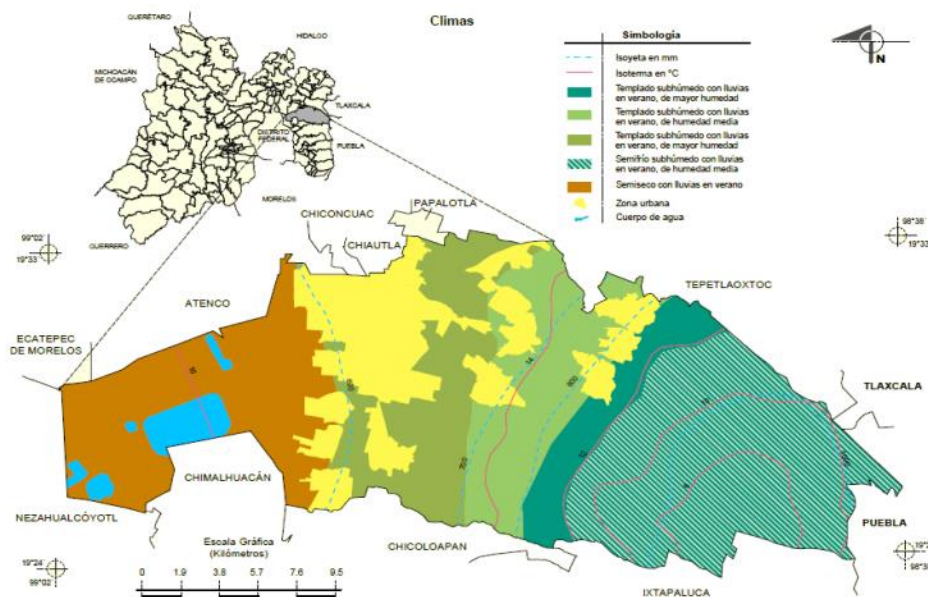 Climas
QUERÉTARO
HIDALGO
MICHOACÁN
DE OCAMPO
TLAXCALA
DISTRITO
FEDERAL
PUEBLA
MORELOS
GUERRERO
Simbología
Isoyeta en mm
Isoterma en °C
Templado subhúmedo con lluvias
en verano, de mayor humedad
Templado subhúmedo con lluvias
en verano, de humedad media
Templado subhúmedo con lluvias
en verano, de mayor humedad
Semifrío subhúmedo con lluvias
en verano, de humedad media
Semiseco con lluvias en verano
Zona urbana
Cuerpo de agua
N
99°02'
19°33
98°38'
19°33
PAPALOTLA
CHICONCUAC
CHIAUTLA
TEPETLAOXTOC
ATENCO
ECATEPEC
DE MORELOS
14
800
TLAXCALA
CHIMALHUACÁN
NEZAHUALCÓYOTL
PUEBLA
CHICOLOAPAN
IXTAPALUCA
Escala Gráfica
(Kilómetros)
0 1.9 3.8 5.7 7.6 9.5
19°24'
99°02'